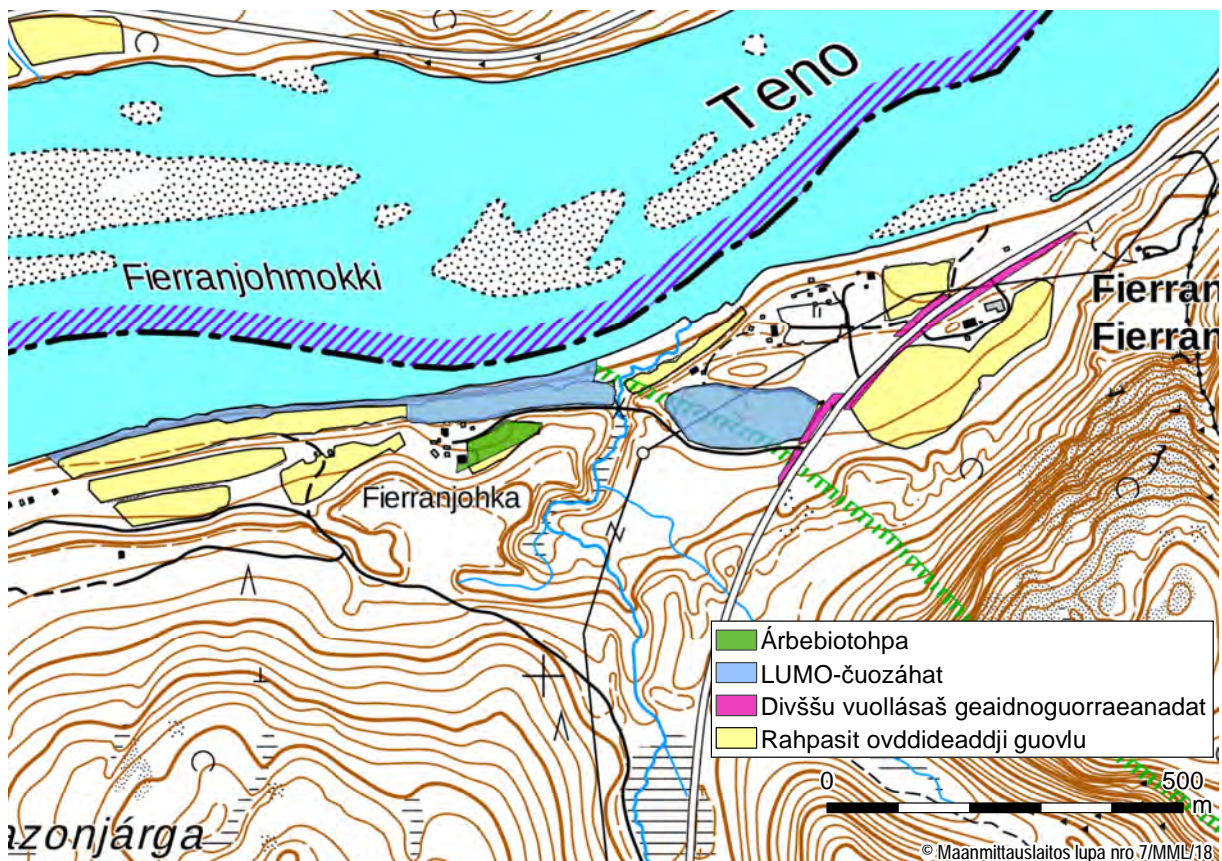 Teno
Fierranjohmokki
Fierran
Fierran
Fierranjohka
Árbebiotohpa
LUMO-čuozáhat
Divššu vuollásaš geaidnoguorraeanadat
Rahpasit ovddideaddji guovlu
0 500
m
azonjárga
© Maanmittauslaitos lupa nro 7/MML/18